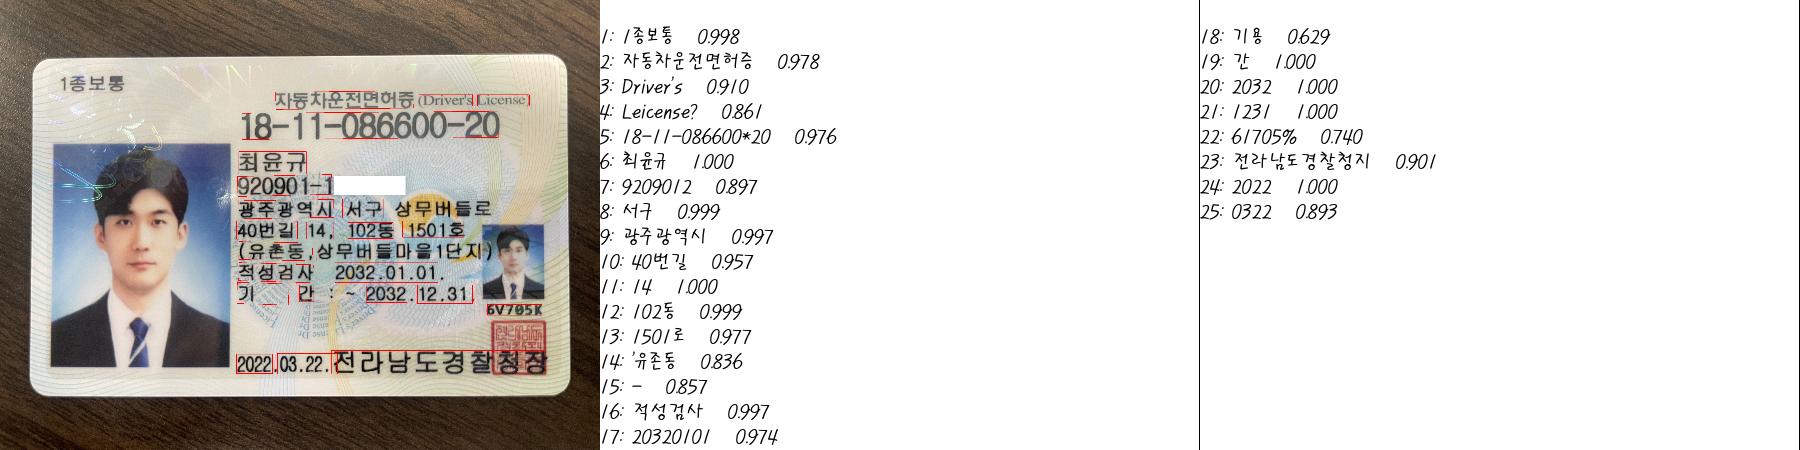 1종보통
자동차운전면허증 (Driver's License)
18-11-086600-20
최윤규
920901-1
광주광역시 서구 상무버들로
40번길 14, 102동 1501호
(유촌동,상무버들마을1단지)
적성검사 2032.01.01.
기 간 : ~ 2032.12.31.
6V705K
2022.03.22. 전라남도경찰청장
1: 1종보통 0.998
2: 자동차운전면허증 0.978
3: Driver's 0.910
4: Leicense? 0.861
5: 18-11-086600*20 0.976
6: 최윤규 1.000
7: 9209012 0.897
8: 서구 0.999
9: 광주광역시 0.997
10: 40번길 0.957
11: 14 1.000
12: 102동 0.999
13: 1501로 0.977
14: '유존동 0.836
15: - 0.857
16: 적성검사 0.997
17: 20320101 0.974
18: 기용 0.629
19: 간 1.000
20: 2032 1.000
21: 1231 1.000
22: 61705% 0.740
23: 전라남도경찰청지 0.901
24: 2022 1.000
25: 0322 0.893